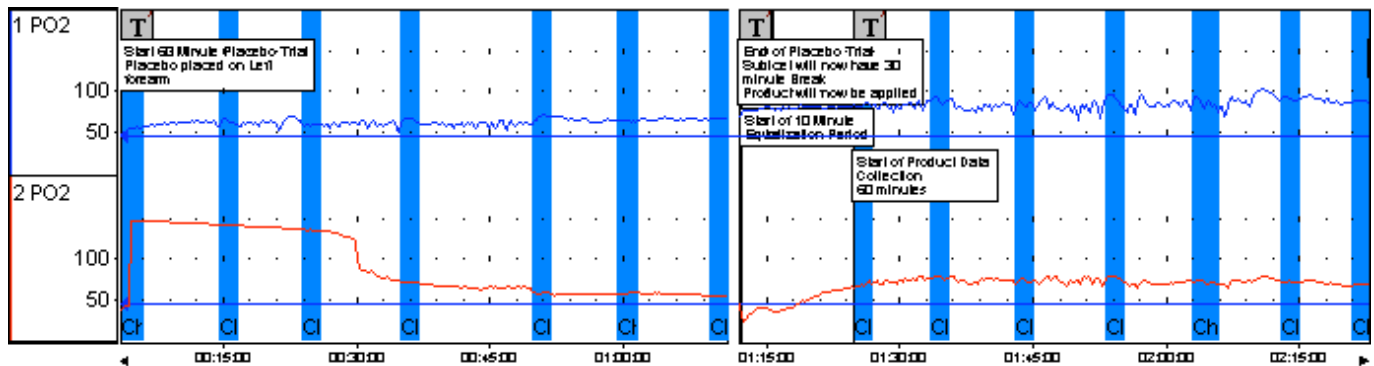 1 PO2
100
50
2 PO2
100
50
T
Start 60 Minute Placebo Trial
Placebo placed on Left
forearm
T
T
End of Placebo Trial
Subject will now have 30
minute Break
Product will now be applied
Start of 10 Minute
Equalization Period
Start of Product Data
Collection
60 minutes
Ch Cl Cl Cl Cl Ch Cl Cl Cl Cl Cl Ch Cl Cl
00:15:00 00:30:00 00:45:00 01:00:00 01:15:00 01:30:00 01:45:00 02:00:00 02:15:00